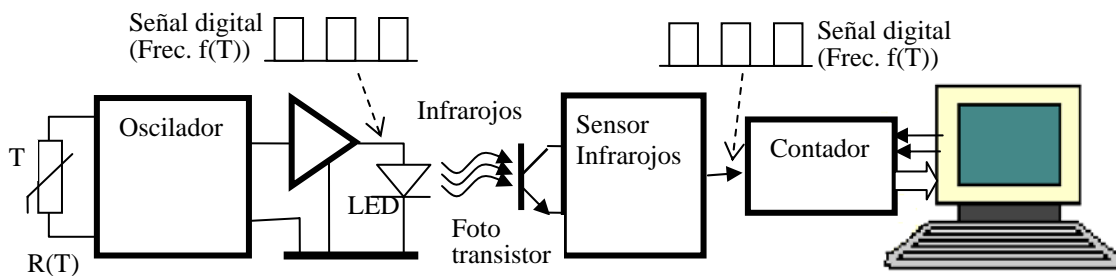 Señal digital
(Frec. f(T))
Señal digital
(Frec. f(T))
T
R(T)
Oscilador
Infrarojos
LED
Foto
transistor
Sensor
Infrarojos
Contador